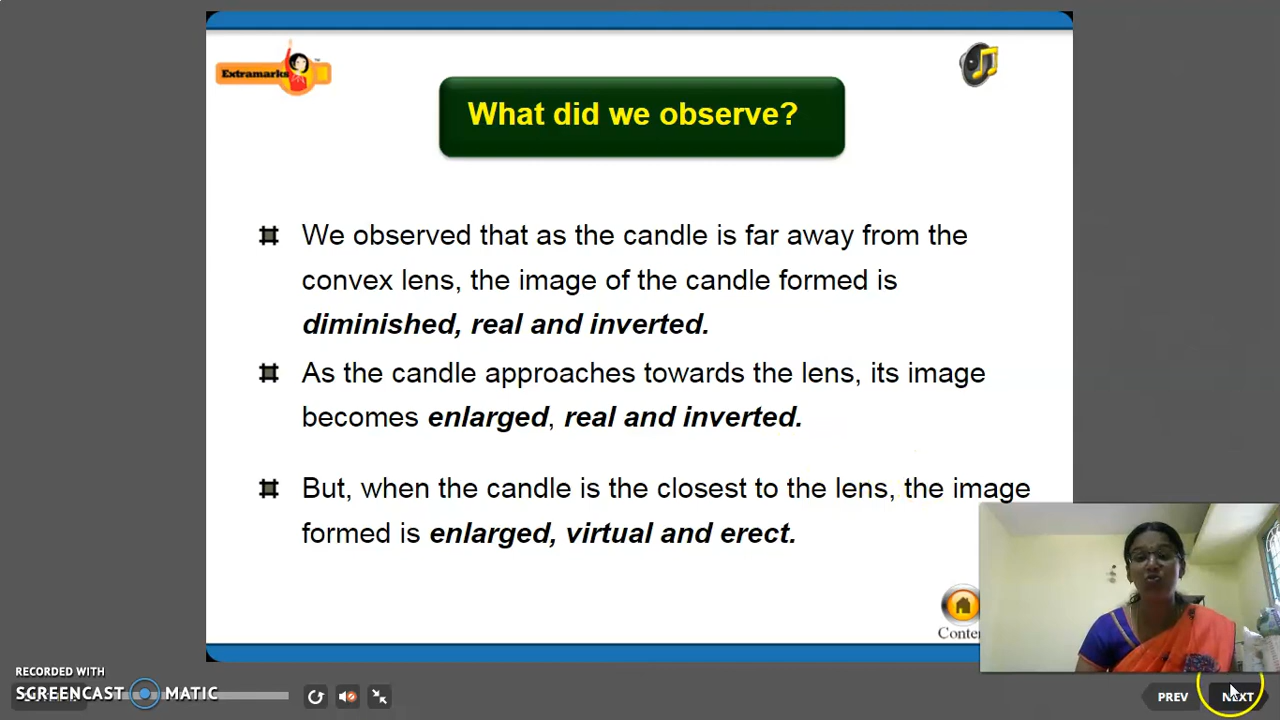 Extramarks
What did we observe?
We observed that as the candle is far away from the
convex lens, the image of the candle formed is
diminished, real and inverted.
As the candle approaches towards the lens, its image
becomes enlarged, real and inverted.
But, when the candle is the closest to the lens, the image
formed is enlarged, virtual and erect.
Conte
RECORDED WITH
SCREENCAST MATIC
PREV
NEXT